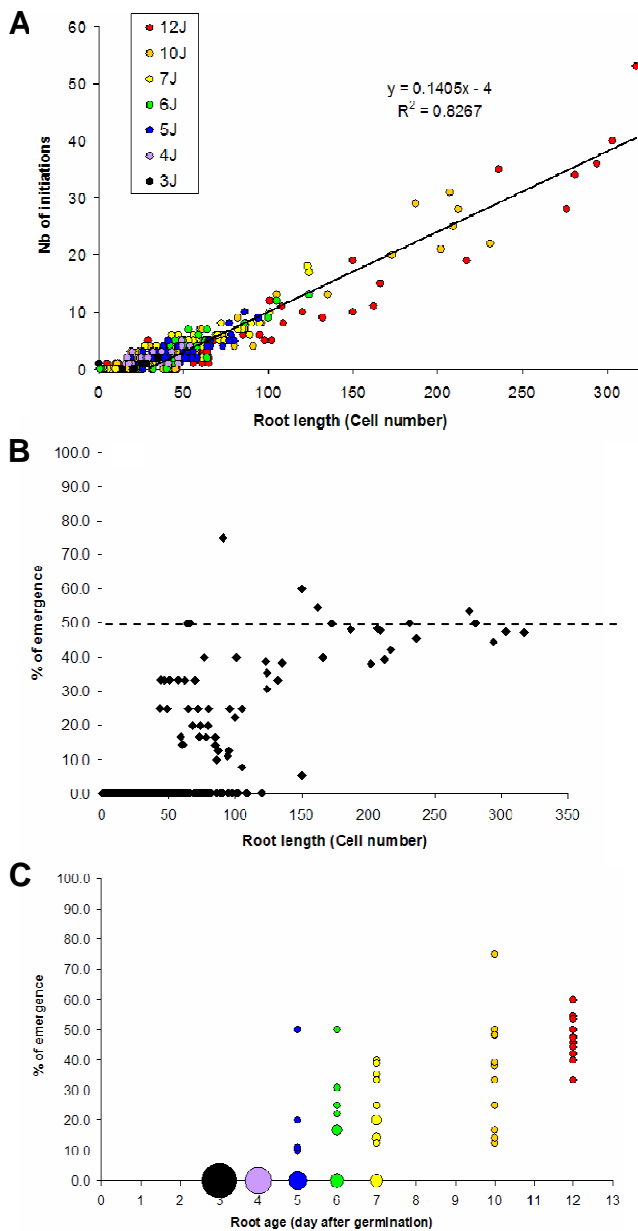 A
60
50
40
30
20
10
0
Nb of initiations
12J
10J
7J
6J
5J
4J
3J
y = 0.1405x - 4
R² = 0.8267
0 50 100 150 200 250 300
Root length (Cell number)
B
100.0
90.0
80.0
70.0
60.0
50.0
40.0
30.0
20.0
10.0
0.0
% of emergence
0 50 100 150 200 250 300 350
Root length (Cell number)
C
100.0
90.0
80.0
70.0
60.0
50.0
40.0
30.0
20.0
10.0
0.0
% of emergence
0 1 2 3 4 5 6 7 8 9 10 11 12 13
Root age (day after germination)